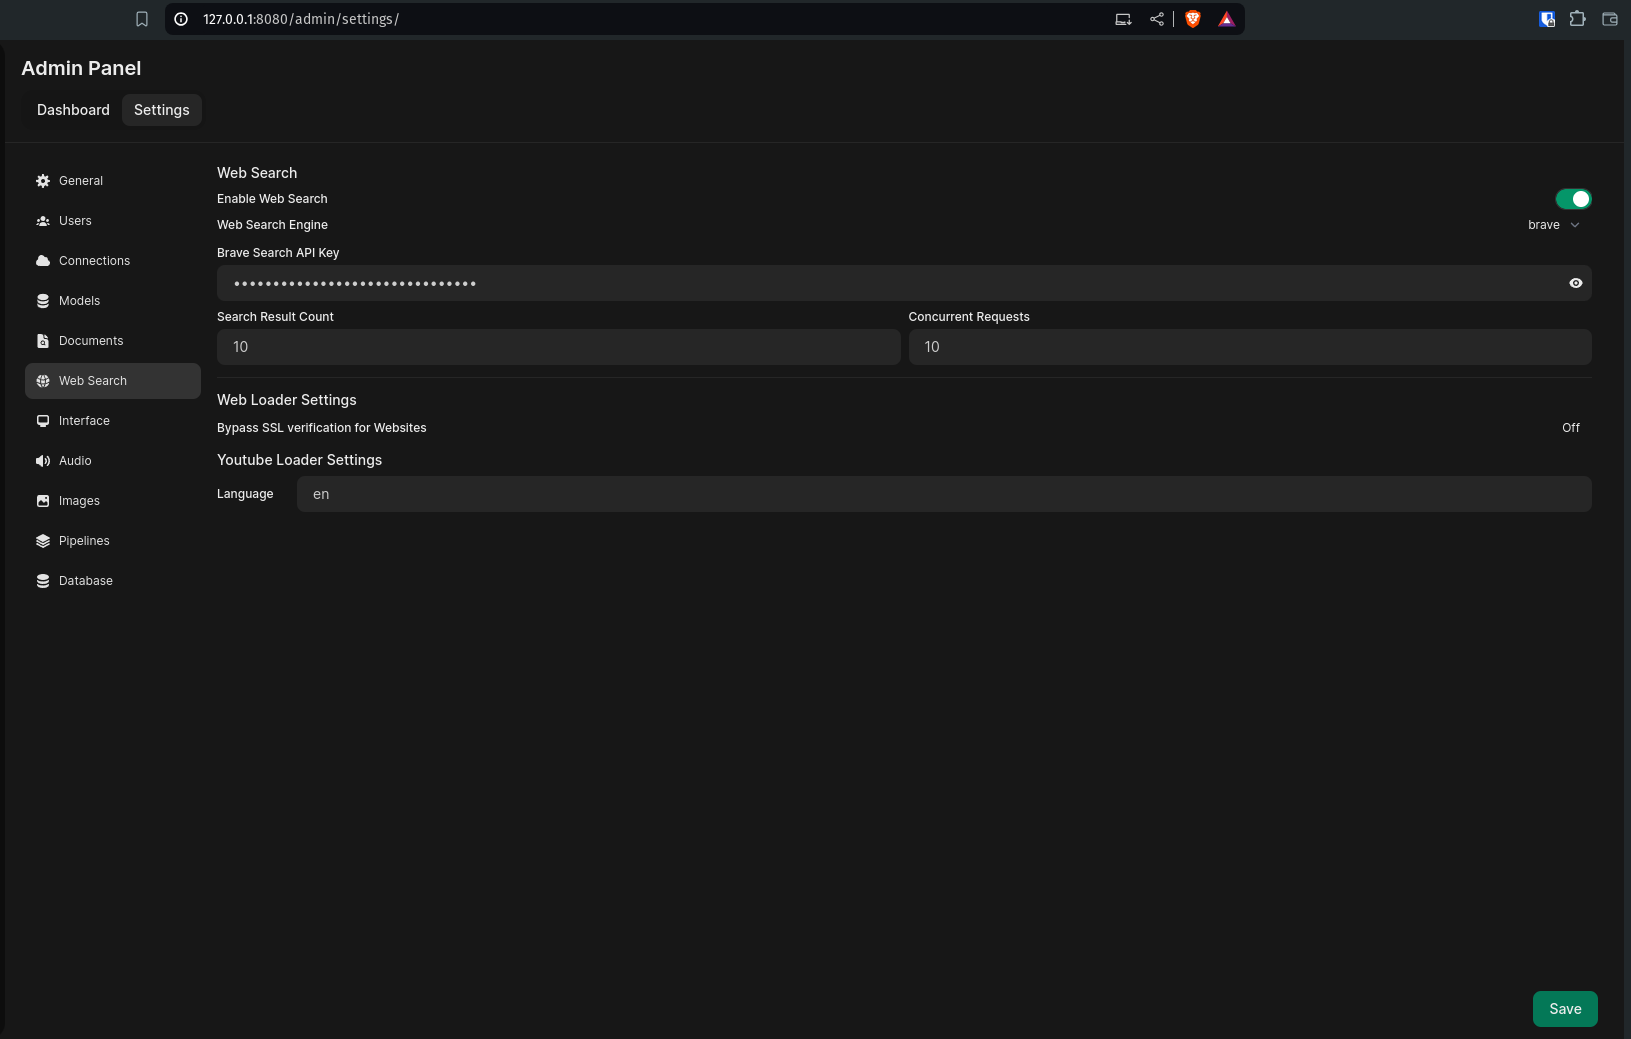 127.0.0.1:8080/admin/settings/
Admin Panel
Dashboard Settings
General
Users
Connections
Models
Documents
Web Search
Interface
Audio
Images
Pipelines
Database
Web Search
Enable Web Search
Web Search Engine brave
Brave Search API Key
•••••••••••••••••••••••••••••••
Search Result Count Concurrent Requests
10 10
Web Loader Settings
Bypass SSL verification for Websites Off
Youtube Loader Settings
Language en
Save